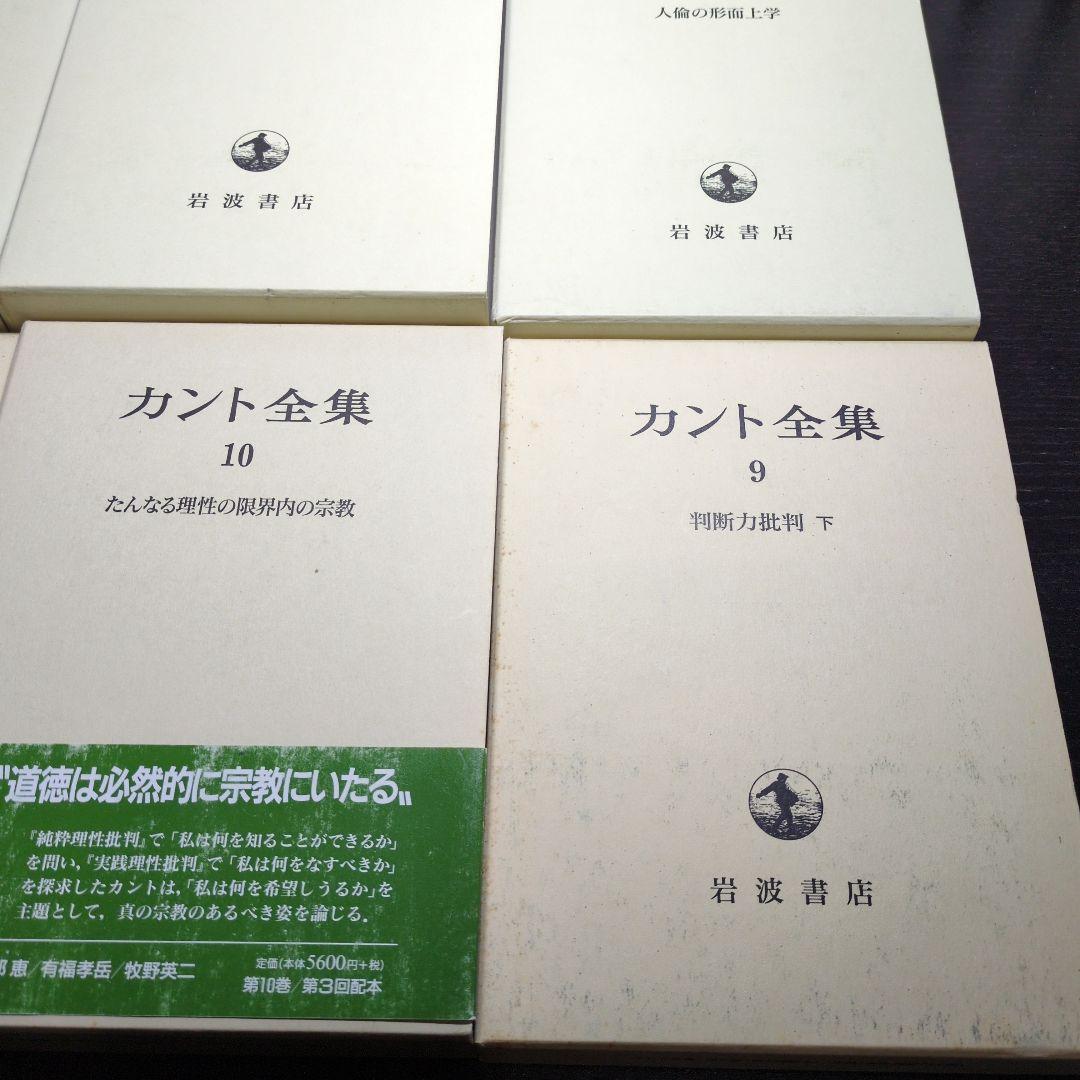 岩波書店
人倫の形而上学
岩波書店
カント全集
10
たんなる理性の限界内の宗教
"道徳は必然的に宗教にいたる„
『純粋理性批判』で「私は何を知ることができるか」
を問い、『実践理性批判』で「私は何をなすべきか」
を探求したカントは、「私は何を希望しうるか」を
主題として、真の宗教のあるべき姿を論じる。
恵/有福孝岳/牧野英二
定価(本体5600円+税)
第10巻/第3回配本
カント全集
9
判断力批判 下
岩波書店